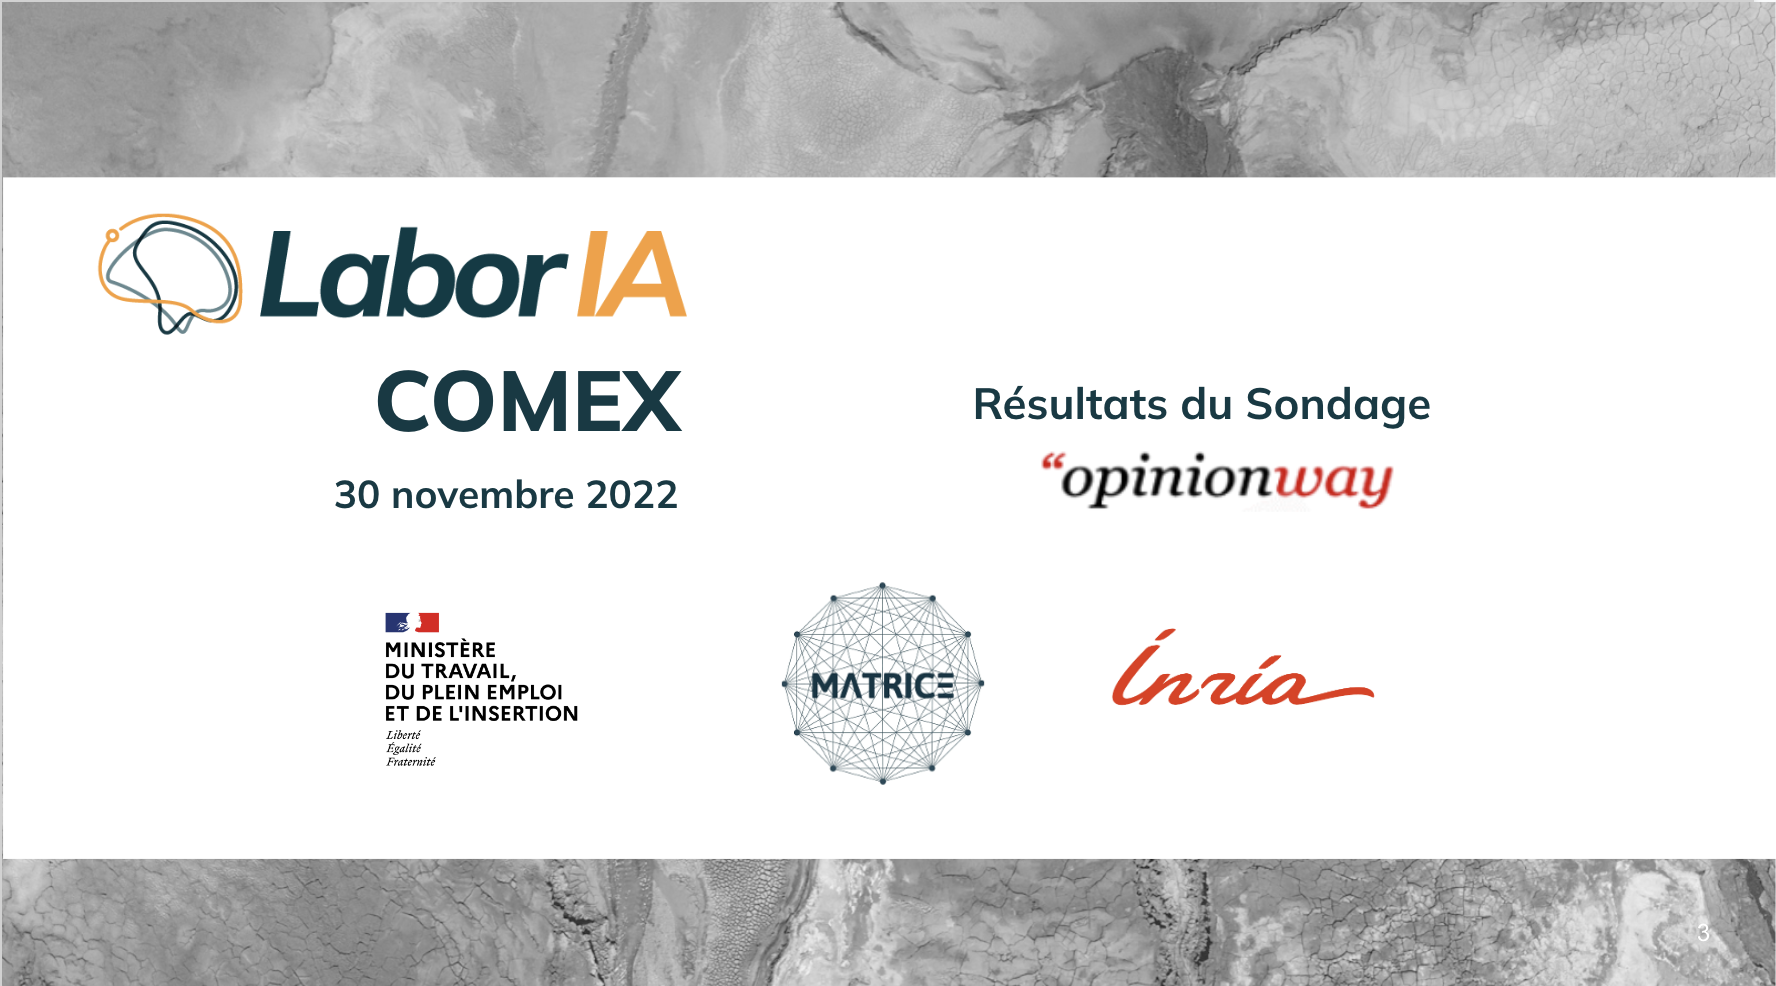 LaborIA
COMEX
30 novembre 2022
Résultats du Sondage
“opinionway
MINISTÈRE
DU TRAVAIL,
DU PLEIN EMPLOI
ET DE L'INSERTION
Liberté
Égalité
Fraternité
MATRICE
Inria
3